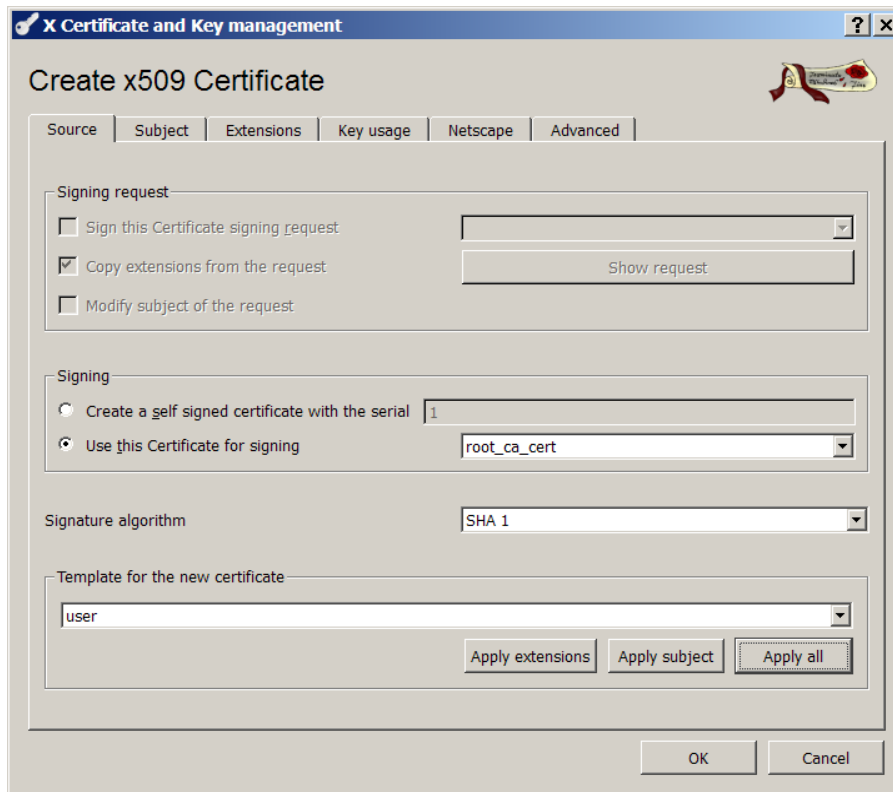 X Certificate and Key management
Create x509 Certificate
Source Subject Extensions Key usage Netscape Advanced
Signing request
Sign this Certificate signing request
Copy extensions from the request Show request
Modify subject of the request
Signing
Create a self signed certificate with the serial 1
Use this Certificate for signing root_ca_cert
Signature algorithm SHA 1
Template for the new certificate
user
Apply extensions Apply subject Apply all
OK Cancel